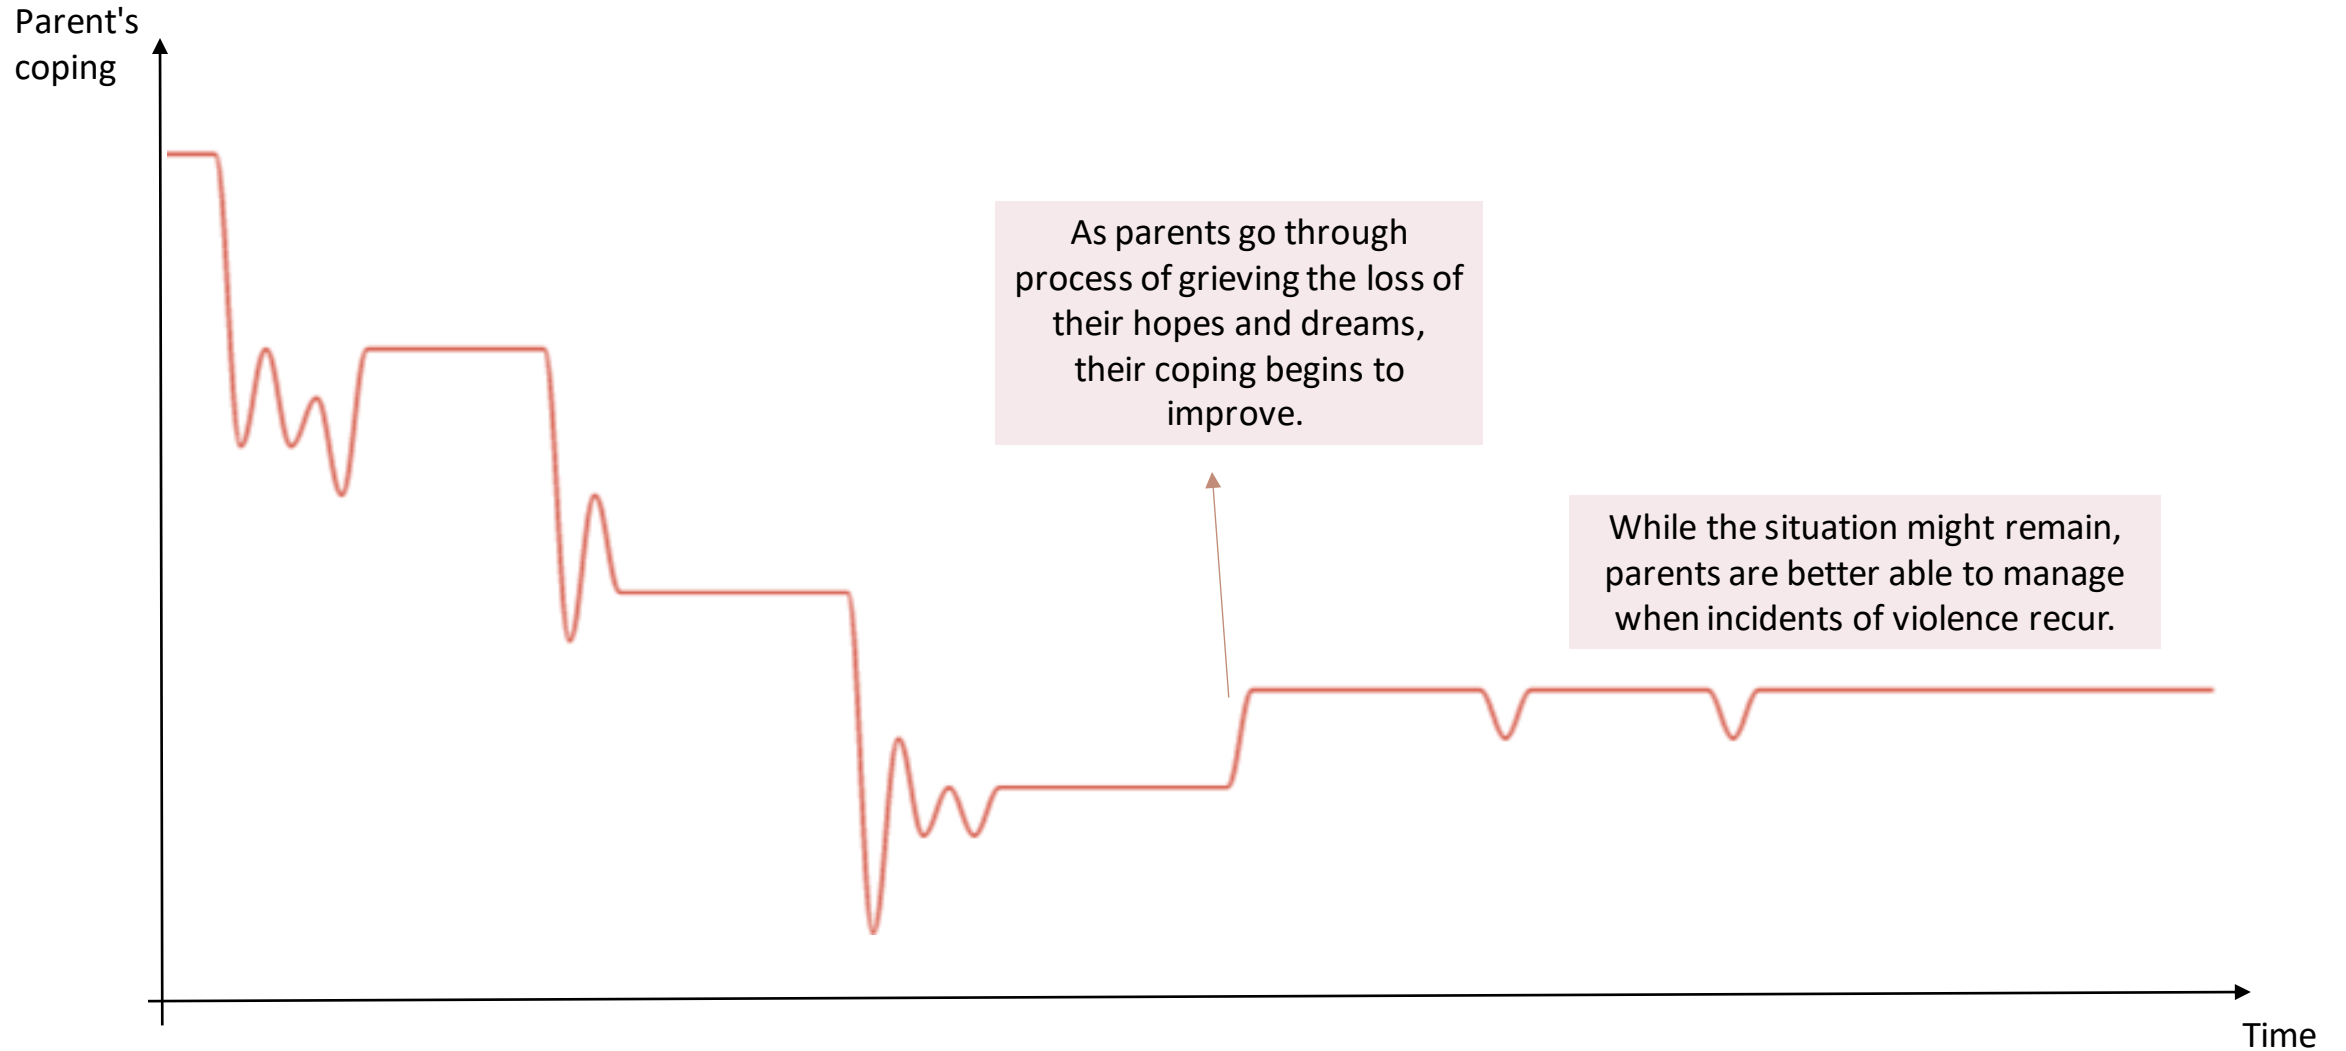 Parent's
coping
As parents go through
process of grieving the loss of
their hopes and dreams,
their coping begins to
improve.
While the situation might remain,
parents are better able to manage
when incidents of violence recur.
Time